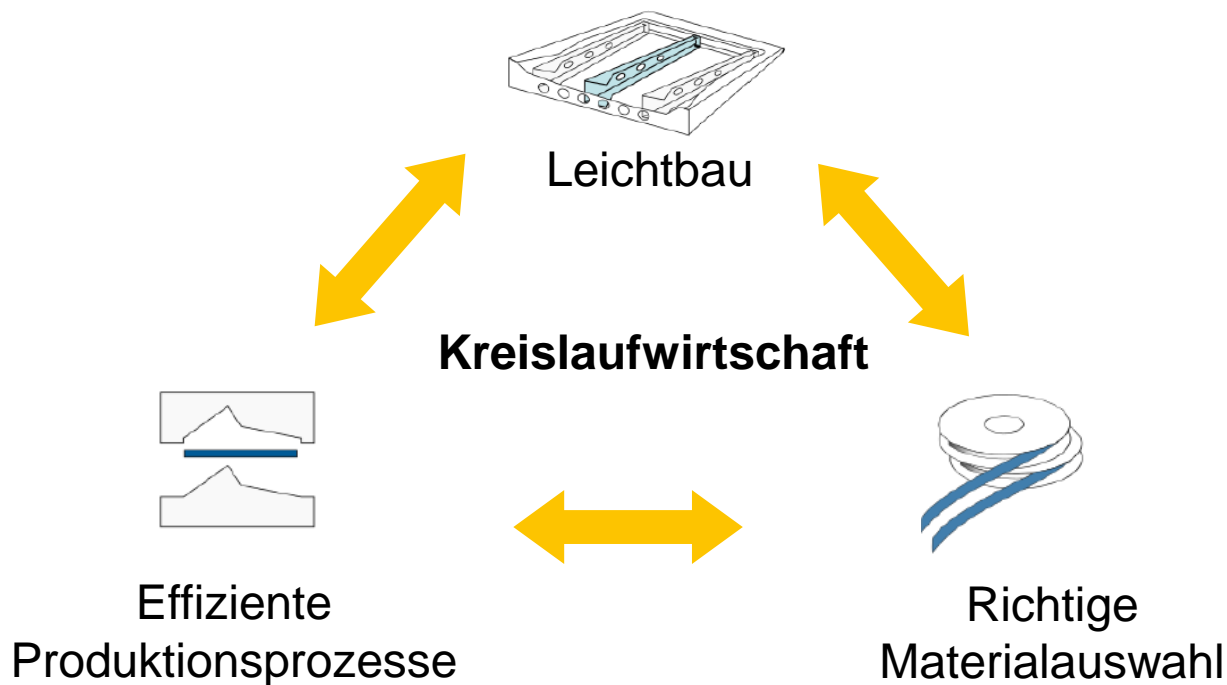 Leichtbau
Kreislaufwirtschaft
Effiziente
Produktionsprozesse
Richtige
Materialauswahl